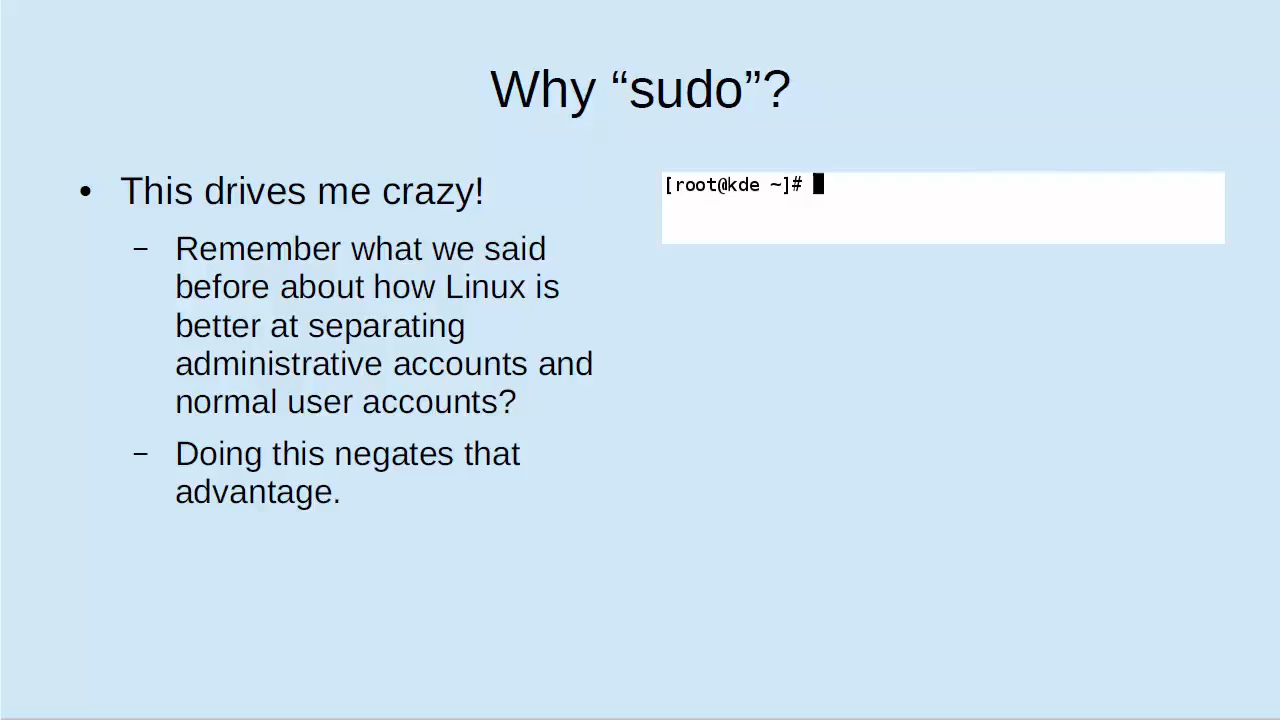 Why “sudo”?
• This drives me crazy!
– Remember what we said
before about how Linux is
better at separating
administrative accounts and
normal user accounts?
– Doing this negates that
advantage.
[root@kde ~]#